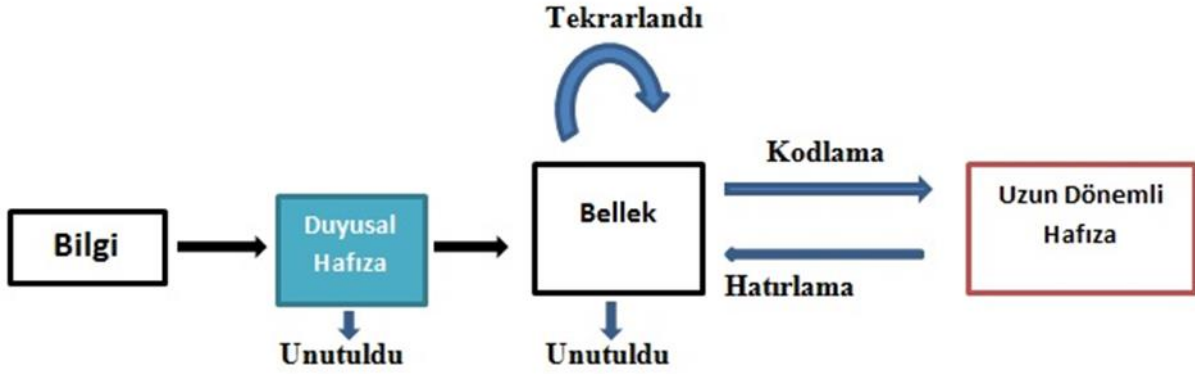 Tekrarlandı
Kodlama
Bilgi
Duyusal
Hafıza
Bellek
Uzun Dönemli
Hafıza
Hatırlama
Unutuldu
Unutuldu